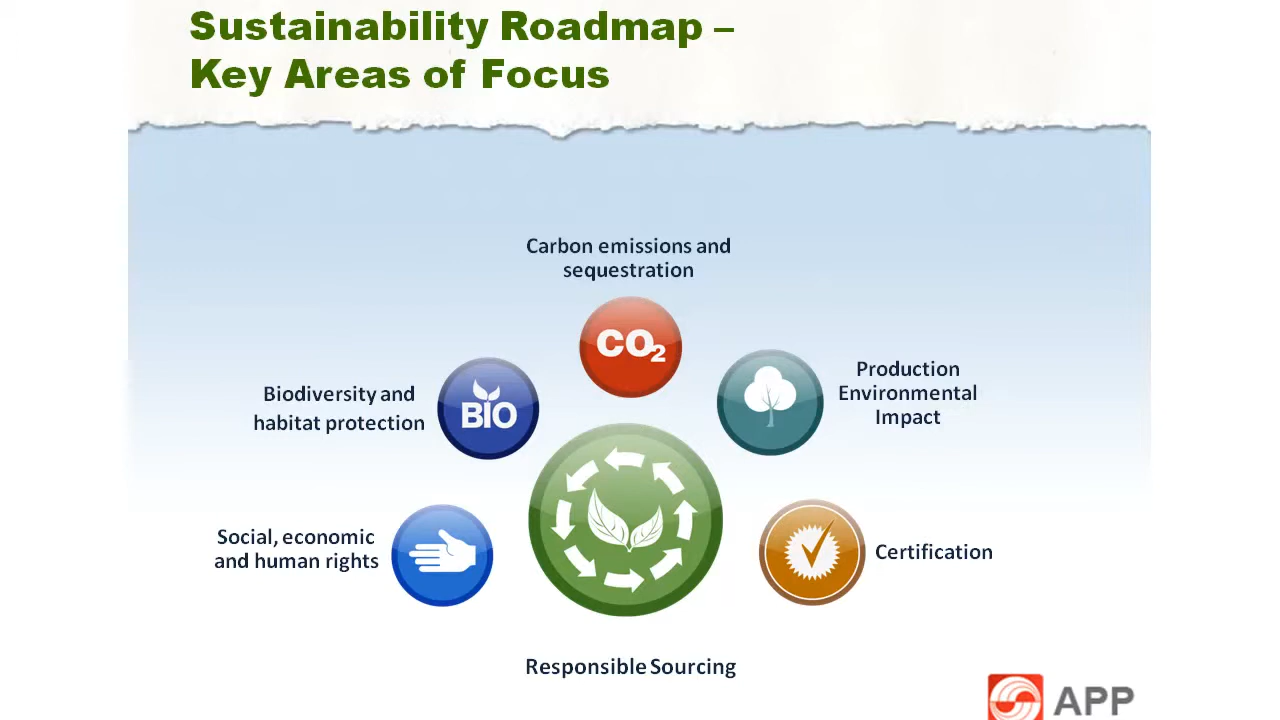 Sustainability Roadmap –
Key Areas of Focus
Carbon emissions and
sequestration
CO2
Production
Environmental
Impact
Biodiversity and
habitat protection
BIO
Social, economic
and human rights
Certification
Responsible Sourcing
APP